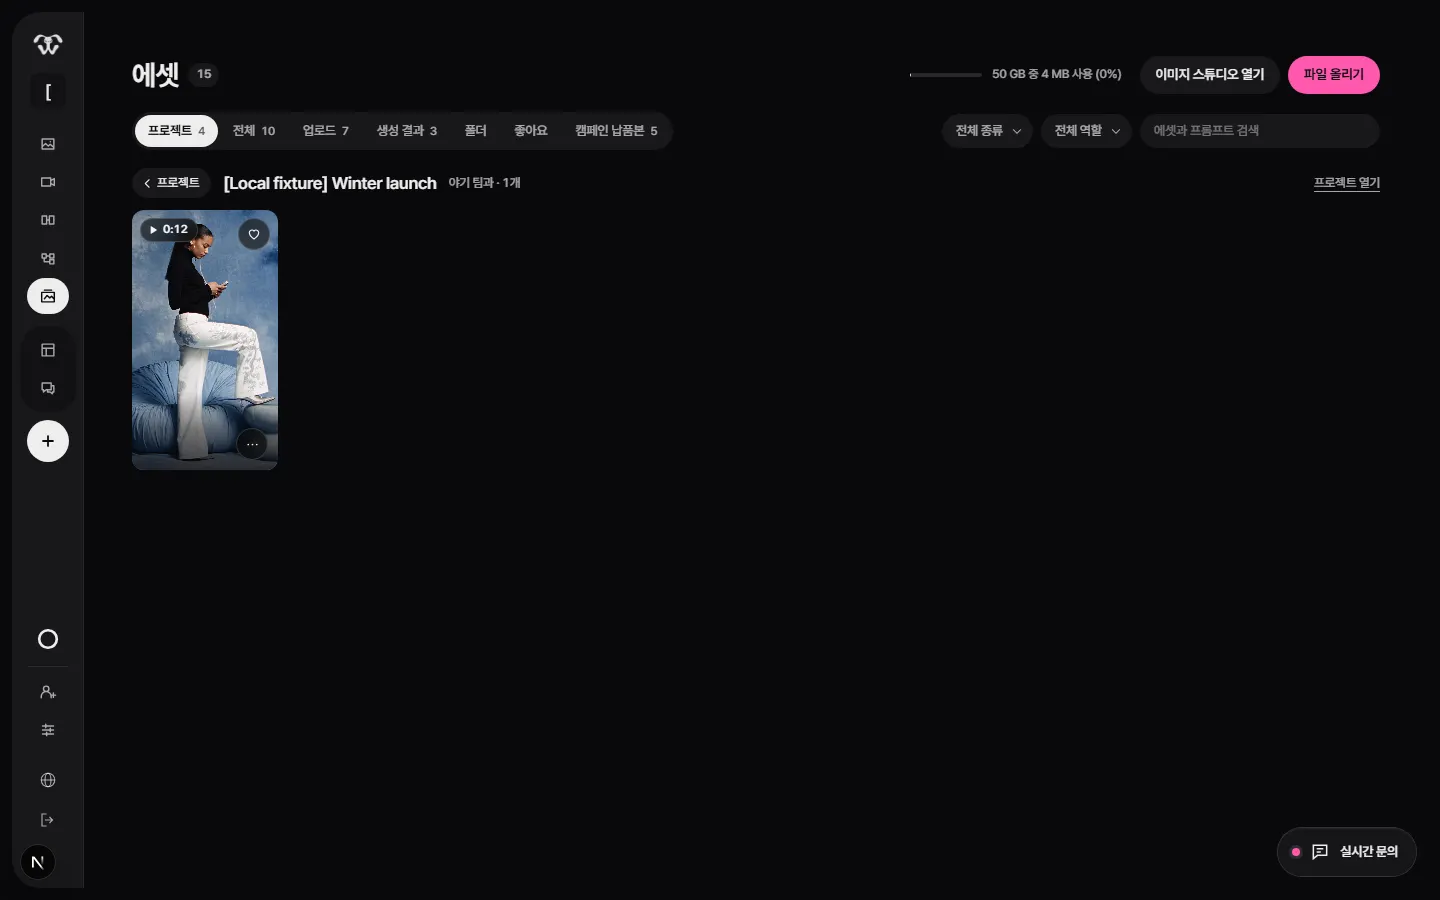 [
에셋 15
50 GB 중 4 MB 사용 (0%)
이미지 스튜디오 열기
파일 올리기
프로젝트 4
전체 10
업로드 7
생성 결과 3
폴더
좋아요
캠페인 납품본 5
전체 종류
전체 역할
에셋과 프롬프트 검색
프로젝트
[Local fixture] Winter launch
야기 팀과 · 1개
프로젝트 열기
0:12
N
실시간 문의